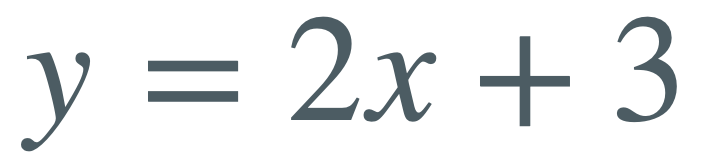 y = 2x + 3